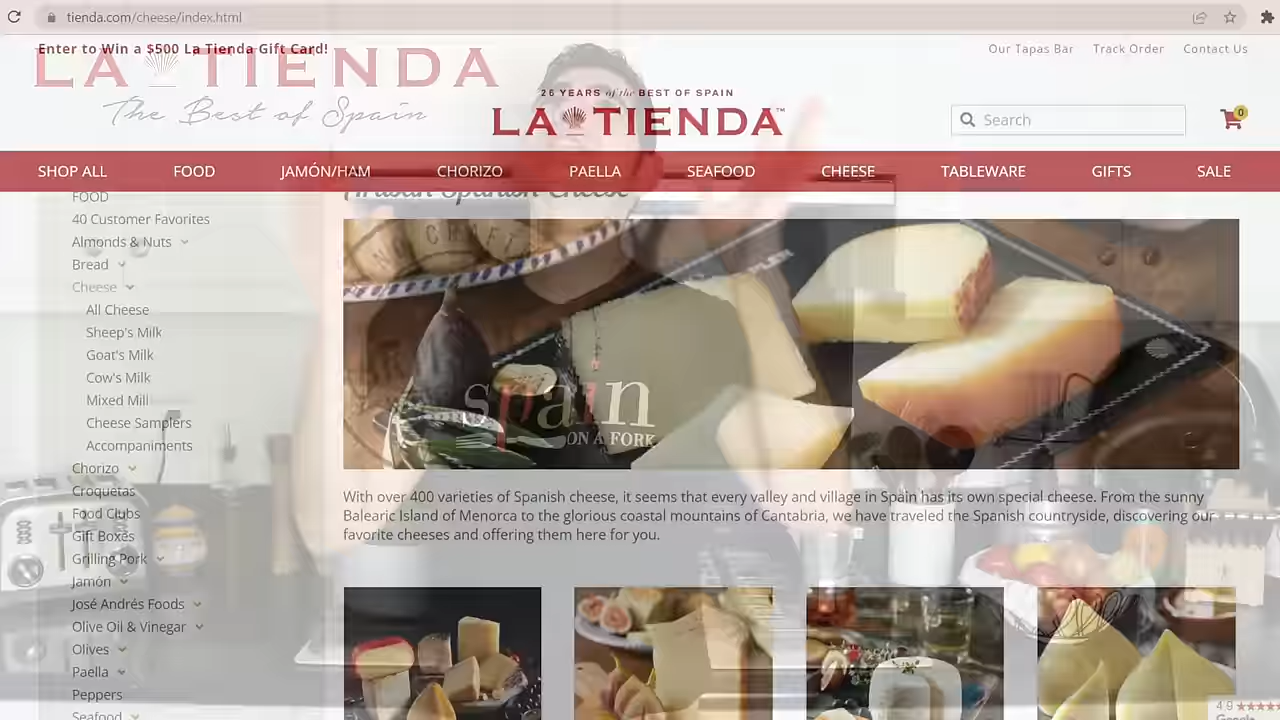 tienda.com/cheese/index.html
Enter to Win a $500 La Tienda Gift Card!
Our Tapas Bar Track Order Contact Us
LA TIENDA
The Best of Spain
26 YEARS of the BEST OF SPAIN
LA TIENDA™
Search
0
SHOP ALL FOOD JAMÓN/HAM CHORIZO PAELLA SEAFOOD CHEESE TABLEWARE GIFTS SALE
Artisan Spanish Cheese
FOOD
40 Customer Favorites
Almonds & Nuts
Bread
Cheese
All Cheese
Sheep's Milk
Goat's Milk
Cow's Milk
Mixed Milk
Cheese Samplers
Accompaniments
Chorizo
Croquetas
Food Clubs
Gift Boxes
Grilling Pork
Jamón
José Andrés Foods
Olive Oil & Vinegar
Olives
Paella
Peppers
Seafood
spain
ON A FORK
With over 400 varieties of Spanish cheese, it seems that every valley and village in Spain has its own special cheese. From the sunny
Balearic Island of Menorca to the glorious coastal mountains of Cantabria, we have traveled the Spanish countryside, discovering our
favorite cheeses and offering them here for you.
4.9
Google